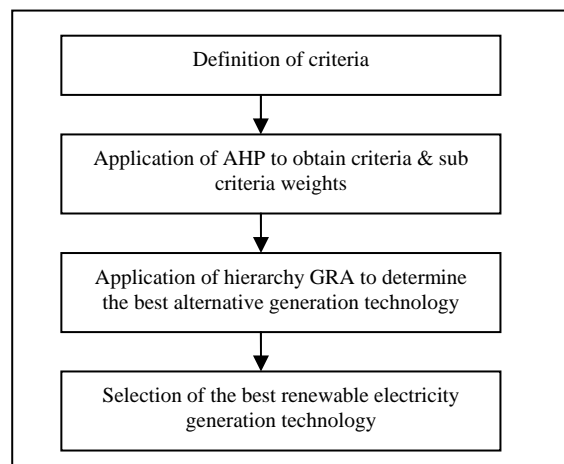 Definition of criteria
Application of AHP to obtain criteria & sub
criteria weights
Application of hierarchy GRA to determine
the best alternative generation technology
Selection of the best renewable electricity
generation technology